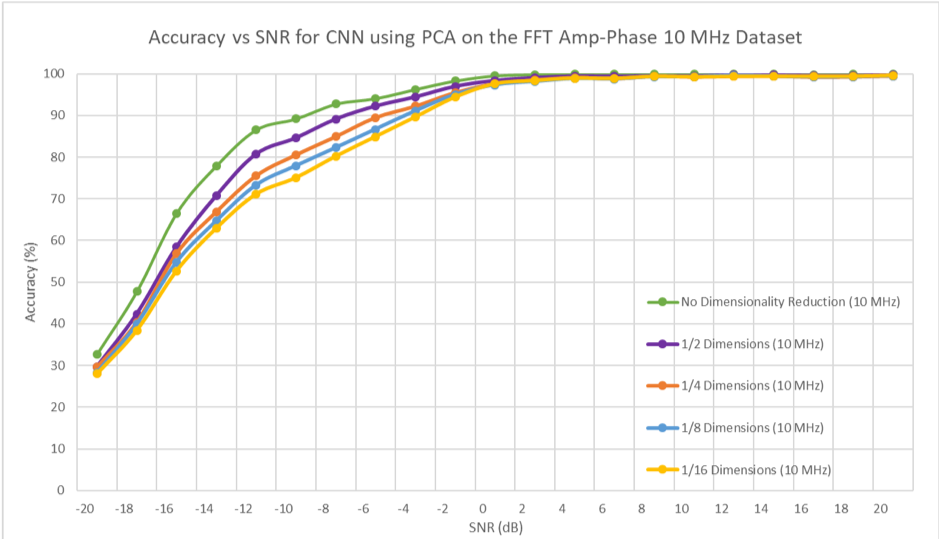 Accuracy vs SNR for CNN using PCA on the FFT Amp-Phase 10 MHz Dataset
100
90
80
70
60
50
40
30
20
10
0
Accuracy (%)
No Dimensionality Reduction (10 MHz)
1/2 Dimensions (10 MHz)
1/4 Dimensions (10 MHz)
1/8 Dimensions (10 MHz)
1/16 Dimensions (10 MHz)
-20 -18 -16 -14 -12 -10 -9 -6 -4 -2 0 2 4 6 8 10 11 14 16 18 20
SNR (dB)